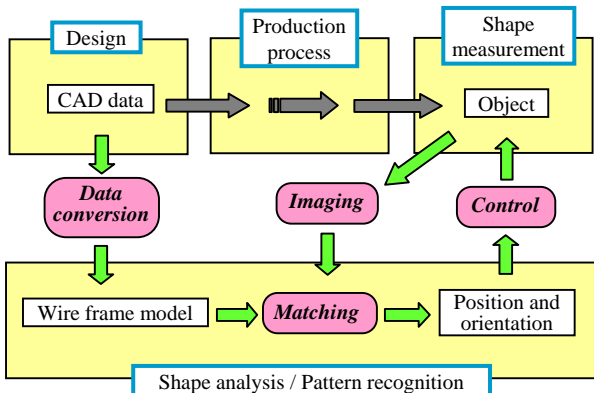 Design
Production
process
Shape
measurement
CAD data
Object
Data
conversion
Imaging
Control
Wire frame model
Matching
Position and
orientation
Shape analysis / Pattern recognition